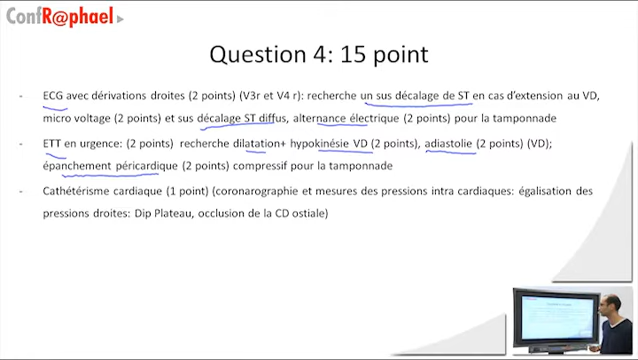 ConfR@phael
Question 4: 15 point
- ECG avec dérivations droites (2 points) (V3r et V4 r): recherche un sus décalage de ST en cas d'extension au VD,
micro voltage (2 points) et sus décalage ST diffus, alternance électrique (2 points) pour la tamponnade
- ETT en urgence: (2 points) recherche dilatation+ hypokinésie VD (2 points), adiastolie (2 points) (VD);
épanchement péricardique (2 points) compressif pour la tamponnade
- Cathétérisme cardiaque (1 point) (coronarographie et mesures des pressions intra cardiaques: égalisation des
pressions droites: Dip Plateau, occlusion de la CD ostiale)